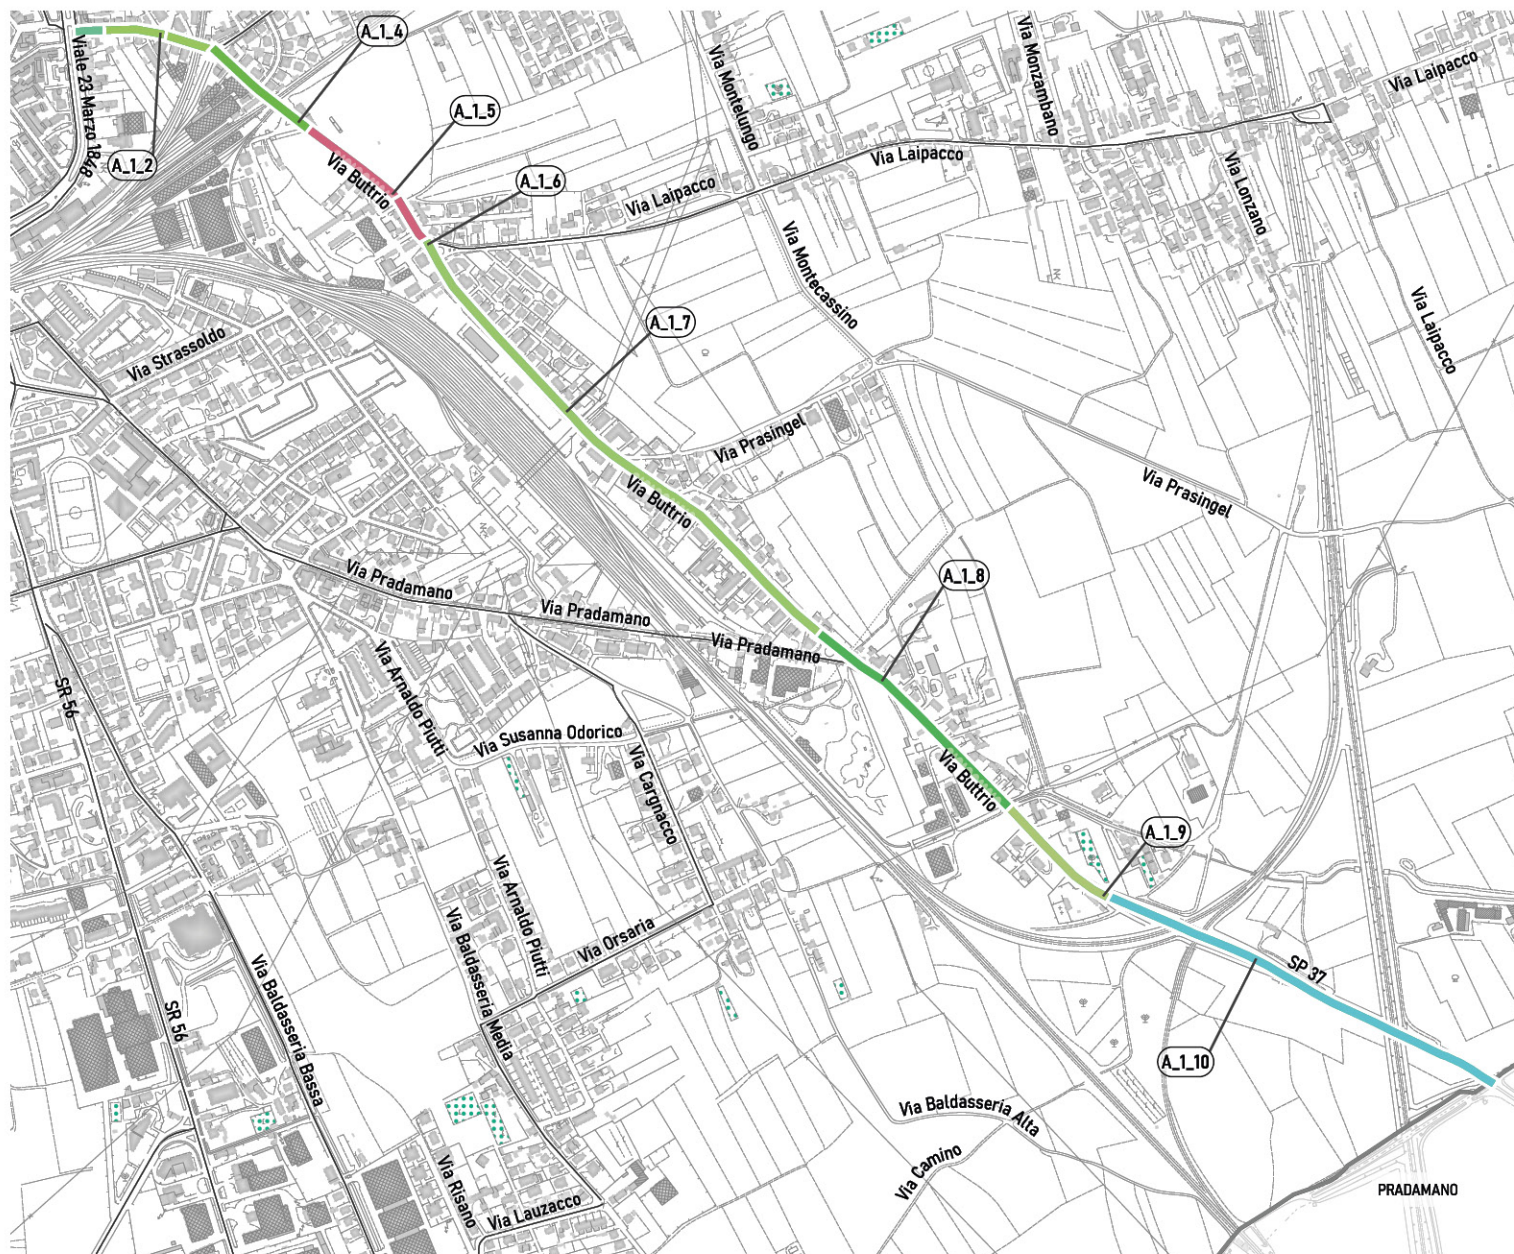 A_1_4
Via Laipacco
Via Monzambano
Via Montelungo
Viale 23 Marzo 1848
A_1_5
A_1_2
Via Buttrio
A_1_6
Via Laipacco
Via Laipacco
Via Lonzano
Via Montecassino
A_1_7
Via Laipacco
Via Strassoldo
Via Prasingel
Via Prasingel
Via Buttrio
A_1_8
Via Pradamano
Via Pradamano
Via Pradamano
SR 56
Via Arnaldo Piutti
Via Susanna Odorico
Via Cargnacco
Via Buttrio
A_1_9
Via Arnaldo Piutti
Via Orsaria
Via Baldasseria Media
Via Baldasseria Bassa
SP 37
SR 56
A_1_10
Via Baldasseria Alta
Via Camino
Via Risano
Via Lauzacco
PRADAMANO